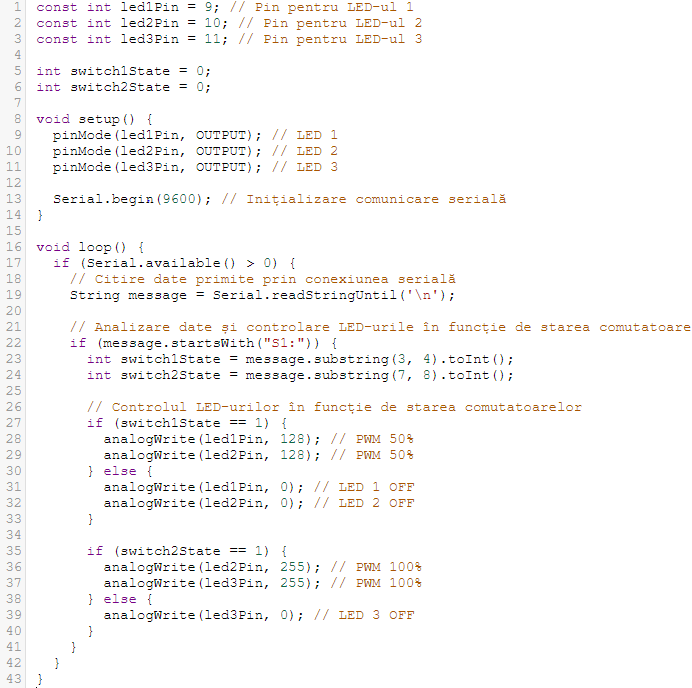 1 const int led1Pin = 9; // Pin pentru LED-ul 1
2 const int led2Pin = 10; // Pin pentru LED-ul 2
3 const int led3Pin = 11; // Pin pentru LED-ul 3
4
5 int switch1State = 0;
6 int switch2State = 0;
7
8 void setup() {
9   pinMode(led1Pin, OUTPUT); // LED 1
10   pinMode(led2Pin, OUTPUT); // LED 2
11   pinMode(led3Pin, OUTPUT); // LED 3
12
13   Serial.begin(9600); // Inițializare comunicare serială
14 }
15
16 void loop() {
17   if (Serial.available() > 0) {
18     // Citire date primite prin conexiunea serială
19     String message = Serial.readStringUntil('\n');
20
21     // Analizare date și controlare LED-urile în funcție de starea comutatoare
22     if (message.startsWith("S1:")) {
23       int switch1State = message.substring(3, 4).toInt();
24       int switch2State = message.substring(7, 8).toInt();
25
26       // Controlul LED-urilor în funcție de starea comutatoarelor
27       if (switch1State == 1) {
28         analogWrite(led1Pin, 128); // PWM 50%
29         analogWrite(led2Pin, 128); // PWM 50%
30       } else {
31         analogWrite(led1Pin, 0); // LED 1 OFF
32         analogWrite(led2Pin, 0); // LED 2 OFF
33       }
34
35       if (switch2State == 1) {
36         analogWrite(led2Pin, 255); // PWM 100%
37         analogWrite(led3Pin, 255); // PWM 100%
38       } else {
39         analogWrite(led3Pin, 0); // LED 3 OFF
40       }
41     }
42   }
43 }